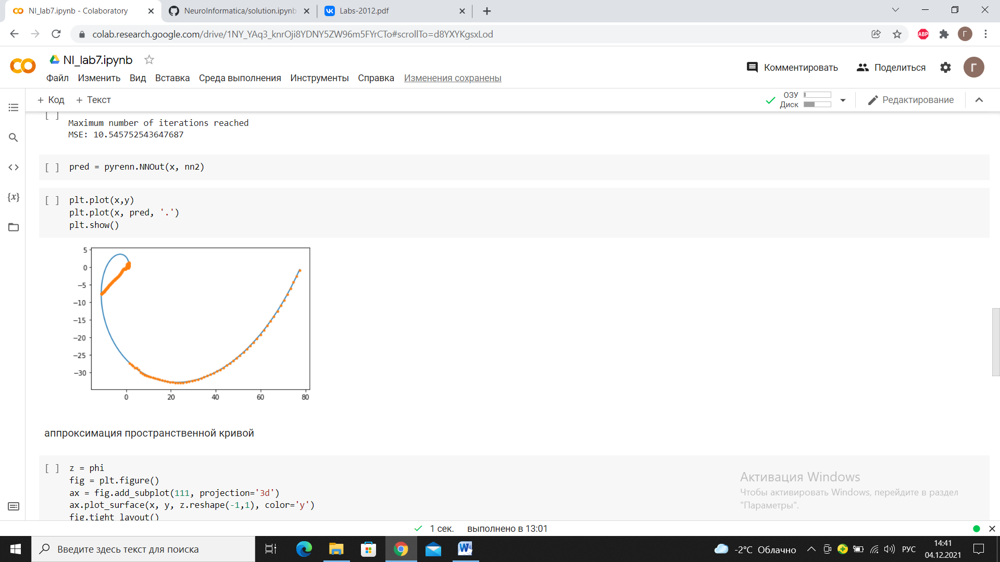 NI_lab7.ipynb - Colaboratory
NeuroInformatica/solution.ipynb
Labs-2012.pdf
colab.research.google.com/drive/1NY_YAq3_knrOji8YDNY5ZW96m5FYrCTo#scrollTo=d8YXYKgsxLod
ABP
Г
NI_lab7.ipynb
Комментировать
Поделиться
Г
Файл
Изменить
Вид
Вставка
Среда выполнения
Инструменты
Справка
Изменения сохранены
+ Код
+ Текст
ОЗУ
Диск
Редактирование
[ ]
Maximum number of iterations reached
MSE: 10.545752543647687
[ ] pred = pyrenn.NNOut(x, nn2)
[ ] plt.plot(x,y)
plt.plot(x, pred, '.')
plt.show()
5
0
−5
−10
−15
−20
−25
−30
0
20
40
60
80
аппроксимация пространственной кривой
[ ] z = phi
fig = plt.figure()
ax = fig.add_subplot(111, projection='3d')
ax.plot_surface(x, y, z.reshape(-1,1), color='y')
fig.tight_layout()
Активация Windows
Чтобы активировать Windows, перейдите в раздел
"Параметры".
1 сек.
выполнено в 13:01
Введите здесь текст для поиска
-2°C Облачно
РУС
14:41
04.12.2021